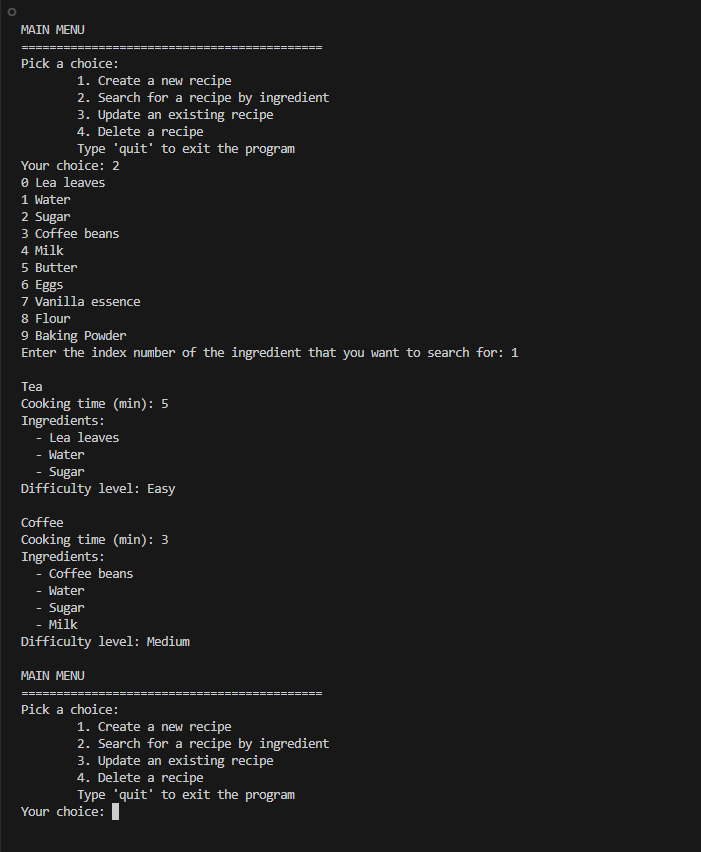 MAIN MENU
===========================================
Pick a choice:
1. Create a new recipe
2. Search for a recipe by ingredient
3. Update an existing recipe
4. Delete a recipe
Type 'quit' to exit the program
Your choice: 2
0 Lea leaves
1 Water
2 Sugar
3 Coffee beans
4 Milk
5 Butter
6 Eggs
7 Vanilla essence
8 Flour
9 Baking Powder
Enter the index number of the ingredient that you want to search for: 1
Tea
Cooking time (min): 5
Ingredients:
- Lea leaves
- Water
- Sugar
Difficulty level: Easy
Coffee
Cooking time (min): 3
Ingredients:
- Coffee beans
- Water
- Sugar
- Milk
Difficulty level: Medium
MAIN MENU
===========================================
Pick a choice:
1. Create a new recipe
2. Search for a recipe by ingredient
3. Update an existing recipe
4. Delete a recipe
Type 'quit' to exit the program
Your choice: